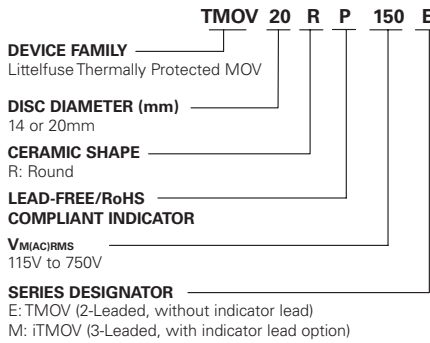 TMOV 20 R P 150 E
DEVICE FAMILY
Littelfuse Thermally Protected MOV
DISC DIAMETER (mm)
14 or 20mm
CERAMIC SHAPE
R: Round
LEAD-FREE/RoHS
COMPLIANT INDICATOR
VM(AC)RMS
115V to 750V
SERIES DESIGNATOR
E: TMOV (2-Leaded, without indicator lead)
M: iTMOV (3-Leaded, with indicator lead option)